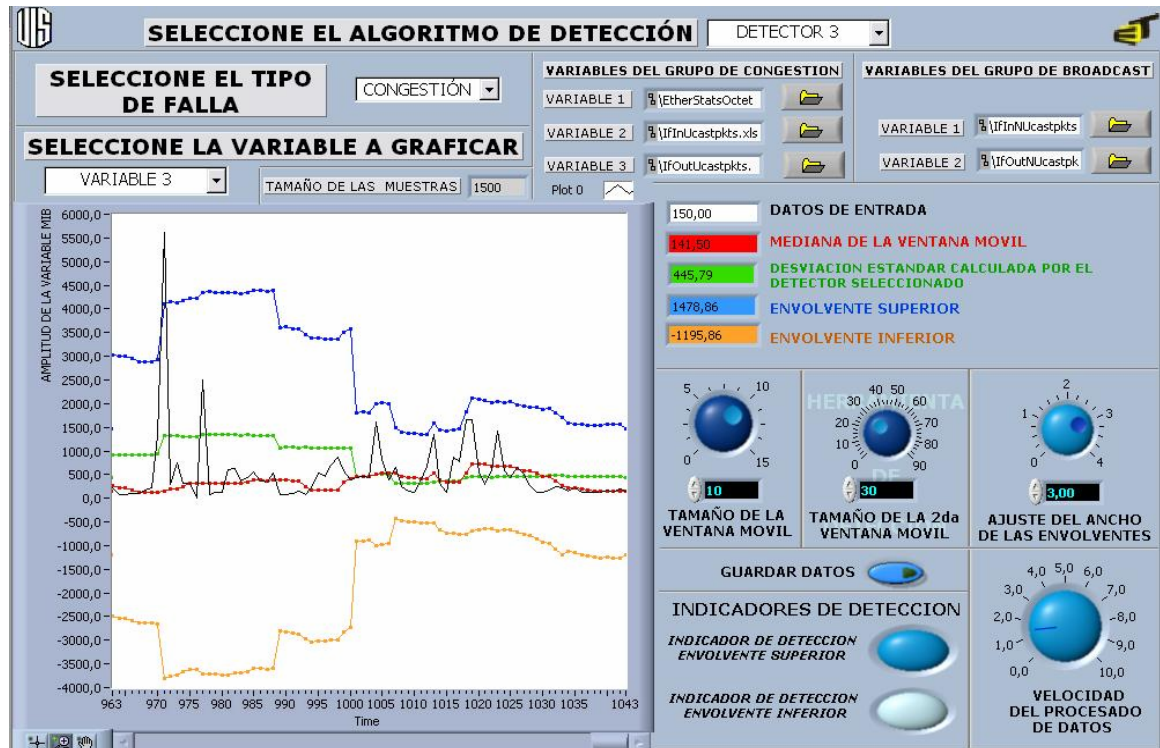 SELECCIONE EL ALGORITMO DE DETECCIÓN
DETECTOR 3
SELECCIONE EL TIPO
DE FALLA
CONGESTIÓN
VARIABLES DEL GRUPO DE CONGESTION
VARIABLE 1
\EtherStatsOctet
VARIABLE 2
\IfInUcastpkts.xls
VARIABLE 3
\IfOutUcastpkts.
VARIABLES DEL GRUPO DE BROADCAST
VARIABLE 1
\IfInNUcastpkts
VARIABLE 2
\IfOutNUcastpk
SELECCIONE LA VARIABLE A GRAFICAR
VARIABLE 3
TAMAÑO DE LAS MUESTRAS
1500
Plot 0
AMPLITUD DE LA VARIABLE MIB
6000,0
5500,0
5000,0
4500,0
4000,0
3500,0
3000,0
2500,0
2000,0
1500,0
1000,0
500,0
0,0
-500,0
-1000,0
-1500,0
-2000,0
-2500,0
-3000,0
-3500,0
-4000,0
963 970 975 980 985 990 995 1000 1005 1010 1015 1020 1025 1030 1035 1043
Time
150,00 DATOS DE ENTRADA
141,50 MEDIANA DE LA VENTANA MOVIL
445,79 DESVIACION ESTANDAR CALCULADA POR EL
DETECTOR SELECCIONADO
1478,86 ENVOLVENTE SUPERIOR
-1195,86 ENVOLVENTE INFERIOR
0 5 10 15
10
TAMAÑO DE LA
VENTANA MOVIL
DE
0 10 20 30 40 50 60 70 80 90
30
TAMAÑO DE LA 2da
VENTANA MOVIL
0 1 2 3 4
3,00
AJUSTE DEL ANCHO
DE LAS ENVOLVENTES
GUARDAR DATOS
INDICADORES DE DETECCION
INDICADOR DE DETECCION
ENVOLVENTE SUPERIOR
INDICADOR DE DETECCION
ENVOLVENTE INFERIOR
0,0 1,0 2,0 3,0 4,0 5,0 6,0 7,0 8,0 9,0 10,0
VELOCIDAD
DEL PROCESADO
DE DATOS